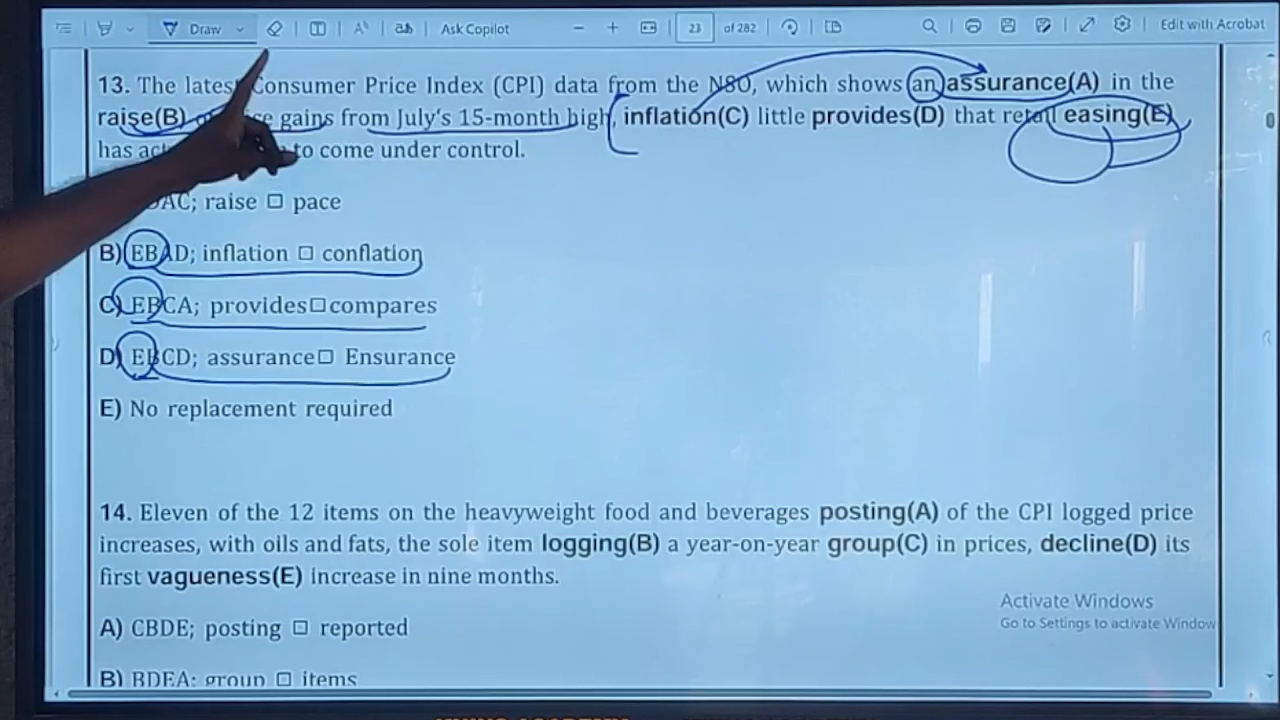 Draw
Ask Copilot
23 of 282
Edit with Acrobat
13. The latest Consumer Price Index (CPI) data from the NSO, which shows an assurance(A) in the
raise(B) gains from July's 15-month high, inflation(C) little provides(D) that retail easing(E)
has to come under control.
raise □ pace
B) EBAD; inflation □ conflation
C) EBCA; provides□compares
D) EBCD; assurance□ Ensurance
E) No replacement required
14. Eleven of the 12 items on the heavyweight food and beverages posting(A) of the CPI logged price
increases, with oils and fats, the sole item logging(B) a year-on-year group(C) in prices, decline(D) its
first vagueness(E) increase in nine months.
A) CBDE; posting □ reported
B) BDEA; group □ items
Activate Windows
Go to Settings to activate Window